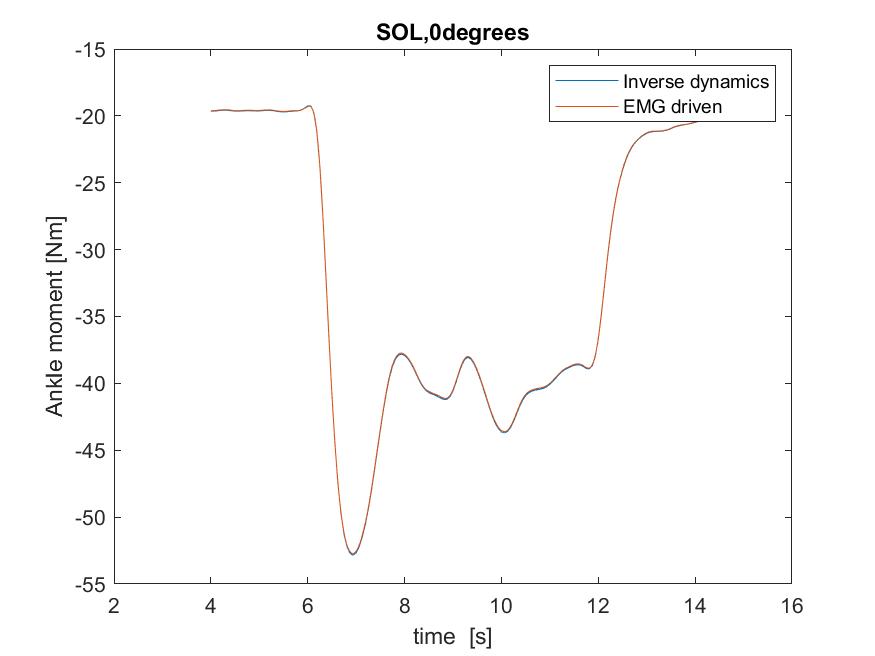 SOL,0degrees
Inverse dynamics
EMG driven
Ankle moment [Nm]
-15
-20
-25
-30
-35
-40
-45
-50
-55
2 4 6 8 10 12 14 16
time [s]